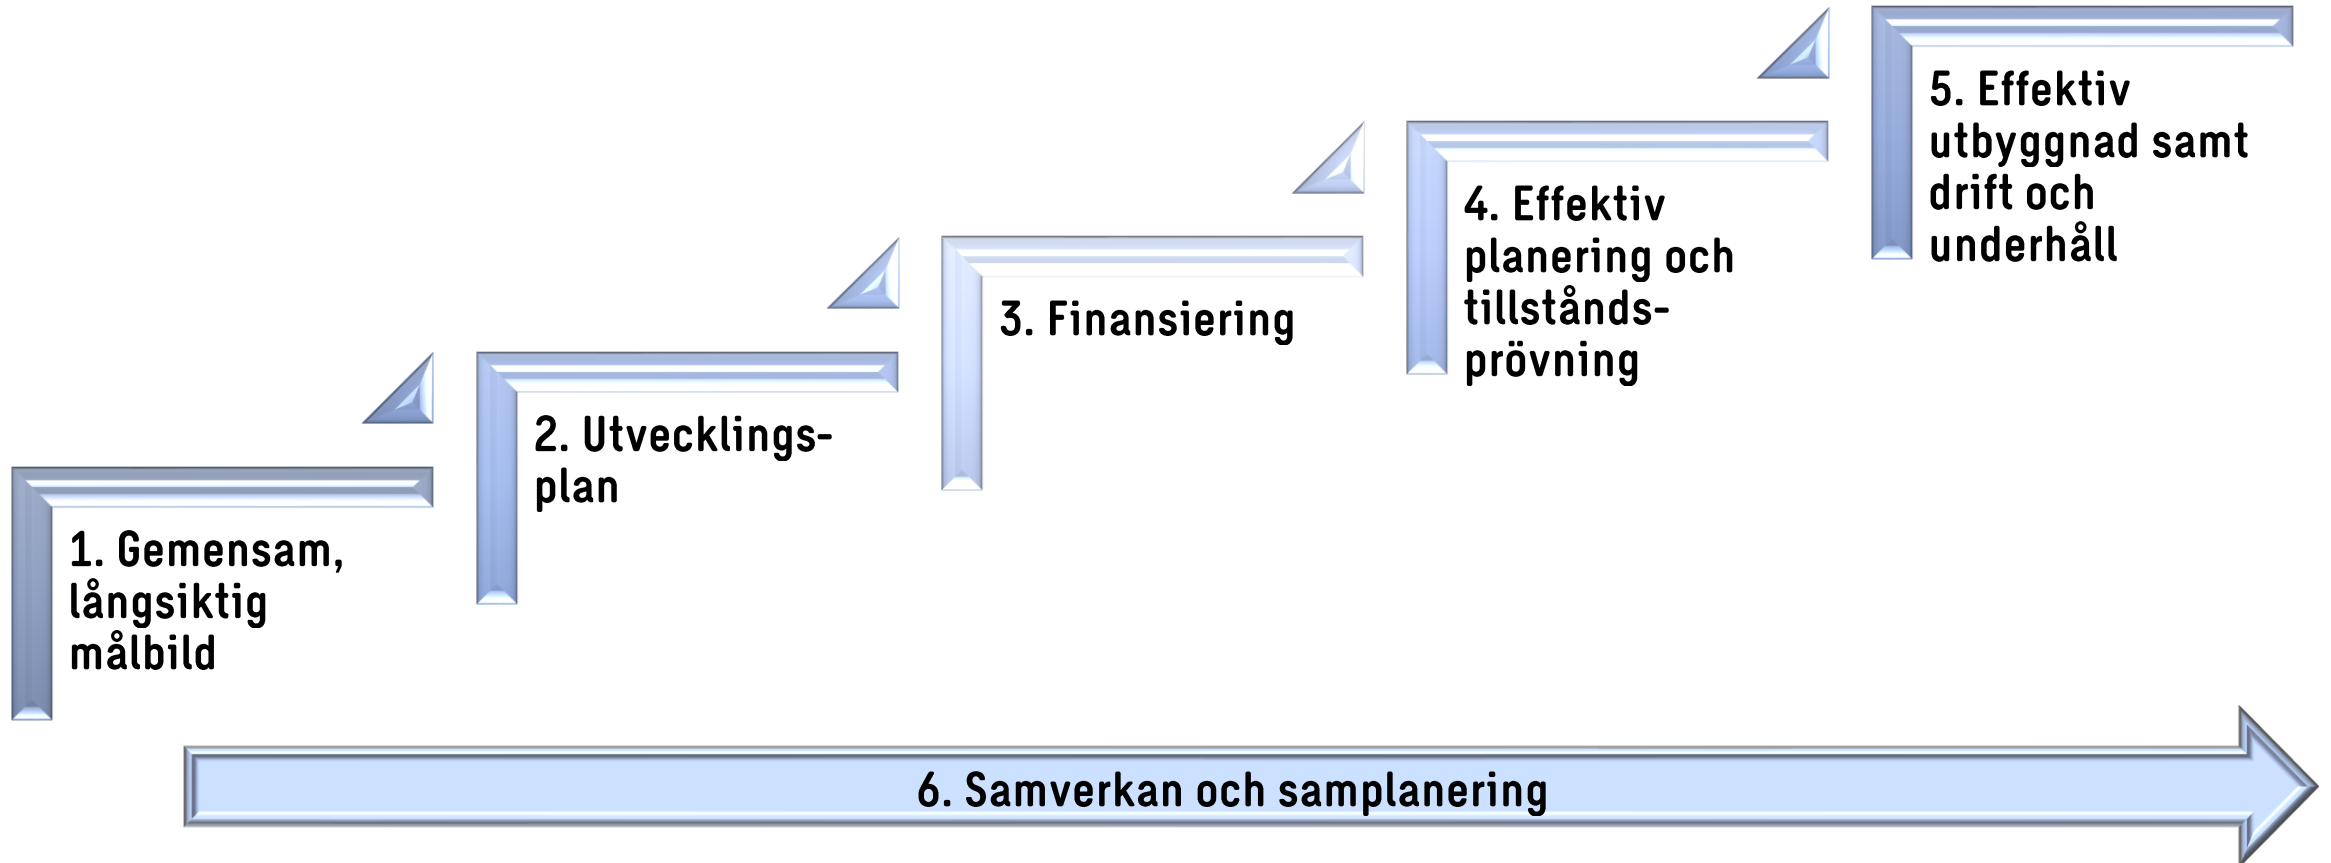 1. Gemensam,
långsiktig
målbild
2. Utvecklings-
plan
3. Finansiering
4. Effektiv
planering och
tillstånds-
prövning
5. Effektiv
utbyggnad samt
drift och
underhåll
6. Samverkan och samplanering